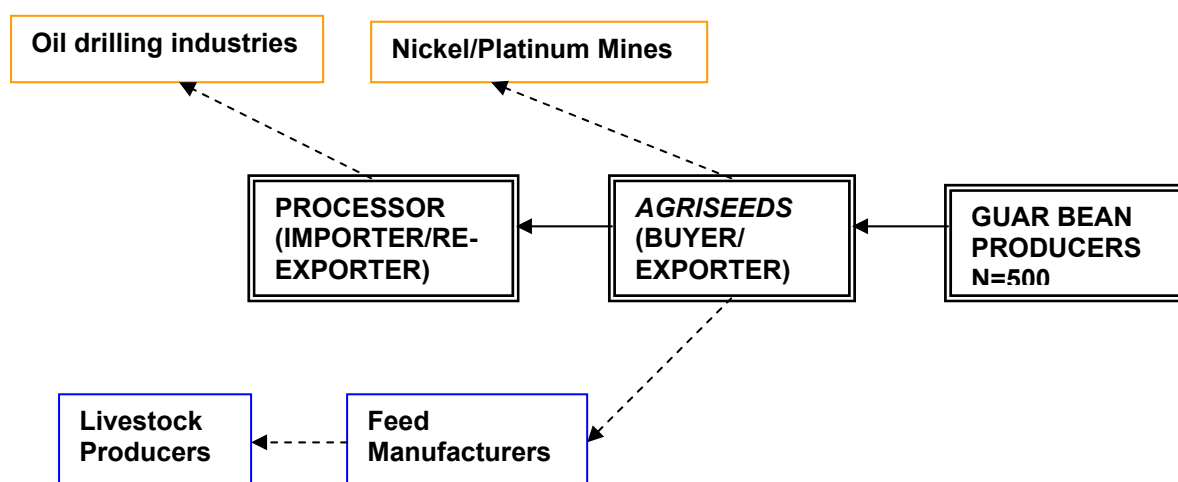 Oil drilling industries
Nickel/Platinum Mines
PROCESSOR
(IMPORTER/RE-
EXPORTER)
AGRISEEDS
(BUYER/
EXPORTER)
GUAR BEAN
PRODUCERS
N=500
Livestock
Producers
Feed
Manufacturers